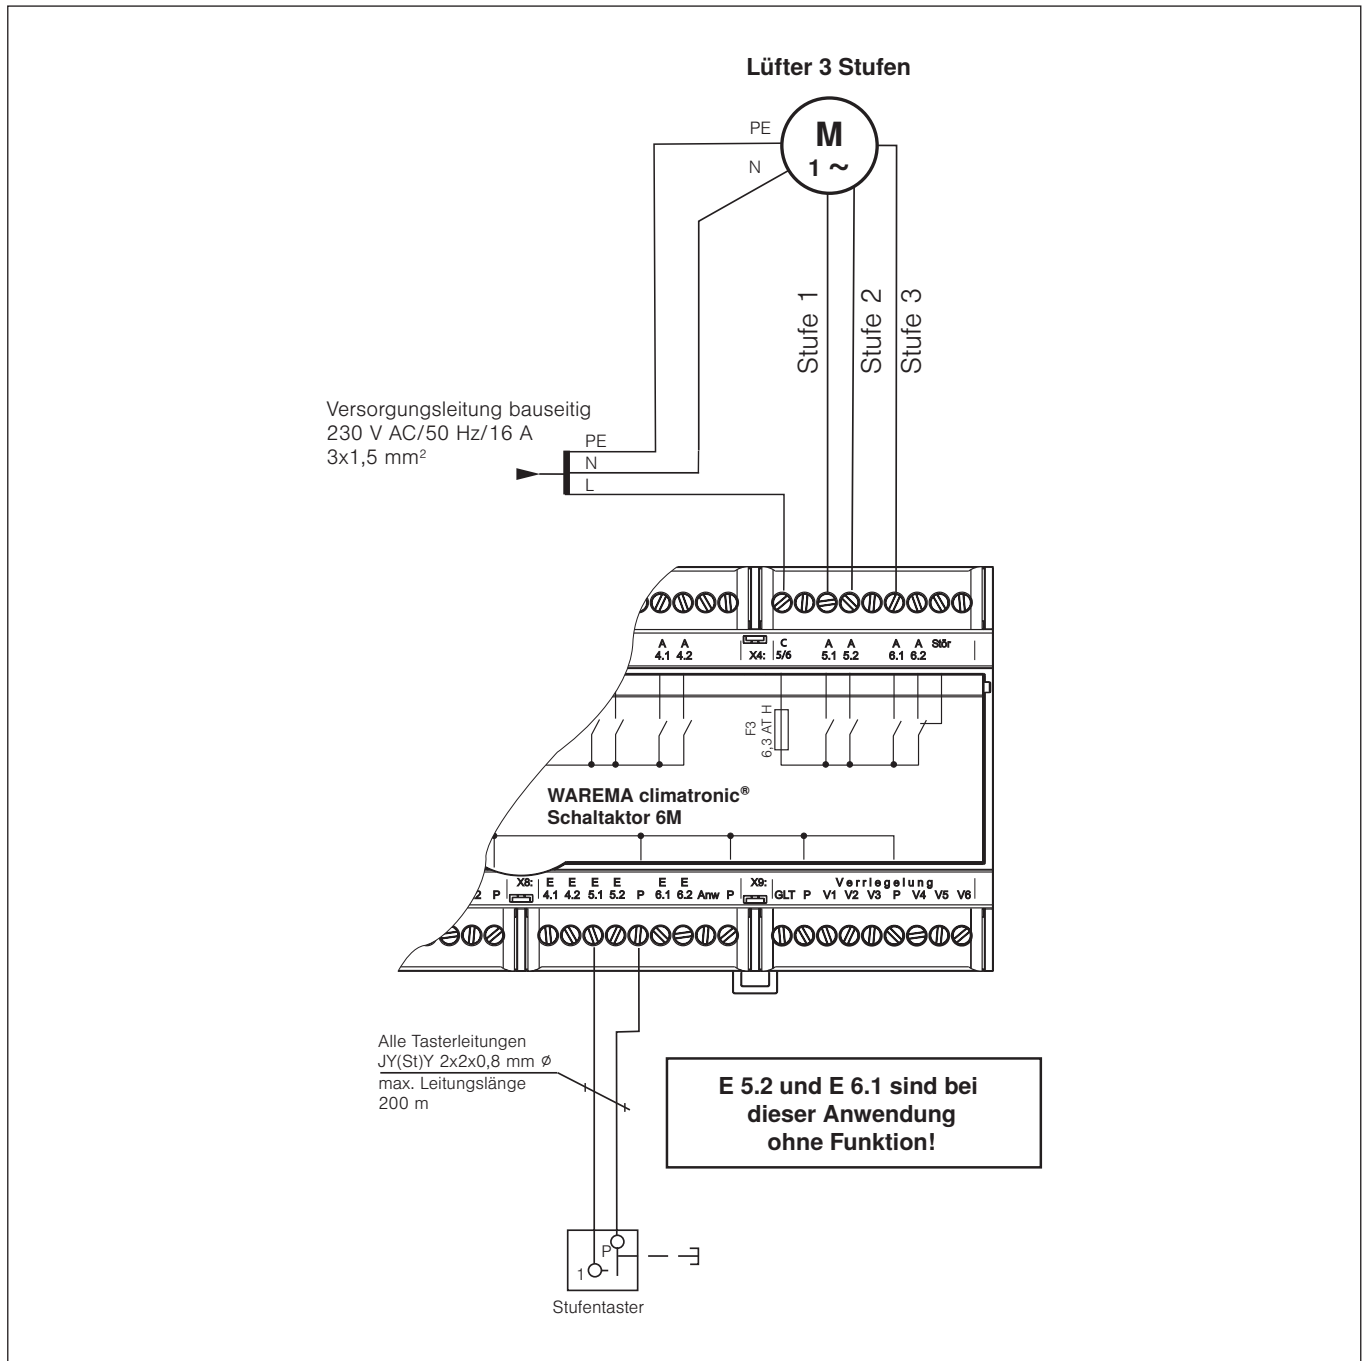 Lüfter 3 Stufen
PE
M
1 ~
N
Stufe 1
Stufe 2
Stufe 3
Versorgungsleitung bauseitig
230 V AC/50 Hz/16 A
3x1,5 mm²
PE
N
L
A A X4: C A A A A Stör
4.1 4.2 5/6 5.1 5.2 6.1 6.2
F3
6,3 AT H
WAREMA climatronic®
Schaltaktor 6M
X8: E E E E E E X9: Verriegelung
2 P 4.1 4.2 5.1 5.2 P 6.1 6.2 Anw P GLT P V1 V2 V3 P V4 V5 V6
Alle Tasterleitungen
JY(St)Y 2x2x0,8 mm ⌀
max. Leitungslänge
200 m
E 5.2 und E 6.1 sind bei
dieser Anwendung
ohne Funktion!
P
1
Stufentaster